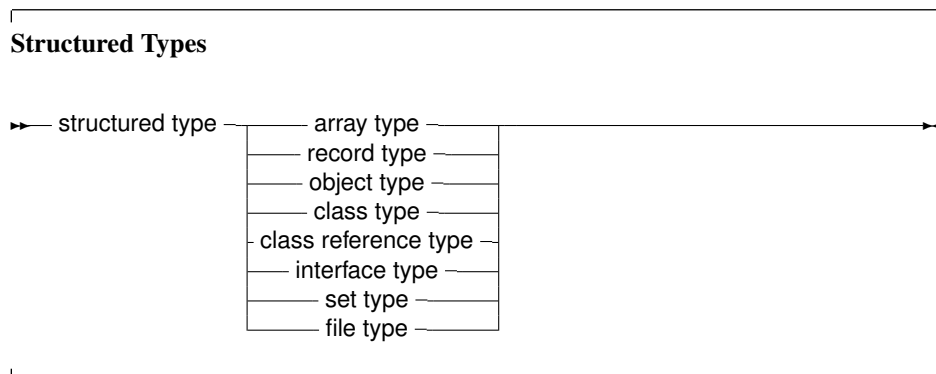 Structured Types
structured type array type
record type
object type
class type
class reference type
interface type
set type
file type